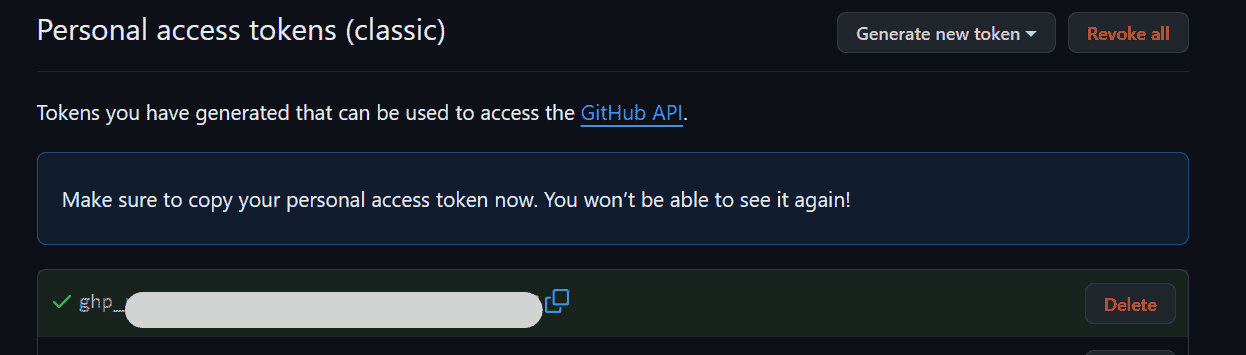 Personal access tokens (classic)
Generate new token
Revoke all
Tokens you have generated that can be used to access the GitHub API.
Make sure to copy your personal access token now. You won’t be able to see it again!
ghp_
Delete